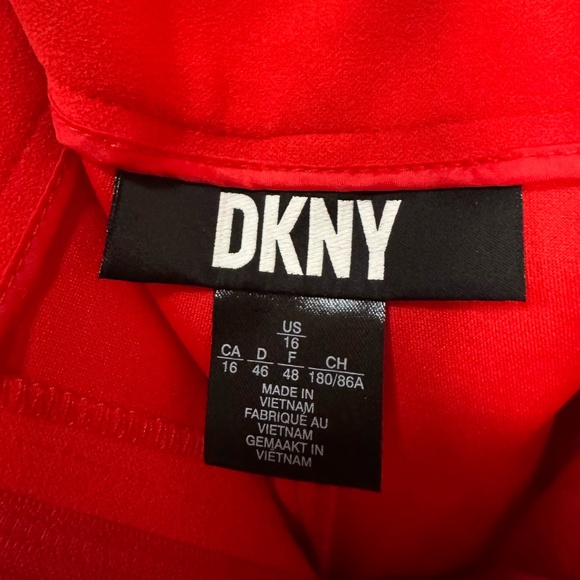 DKNY
US
16
CA D F CH
16 46 48 180/86A
MADE IN
VIETNAM
FABRIQUÉ AU
VIETNAM
GEMAAKT IN
VIETNAM